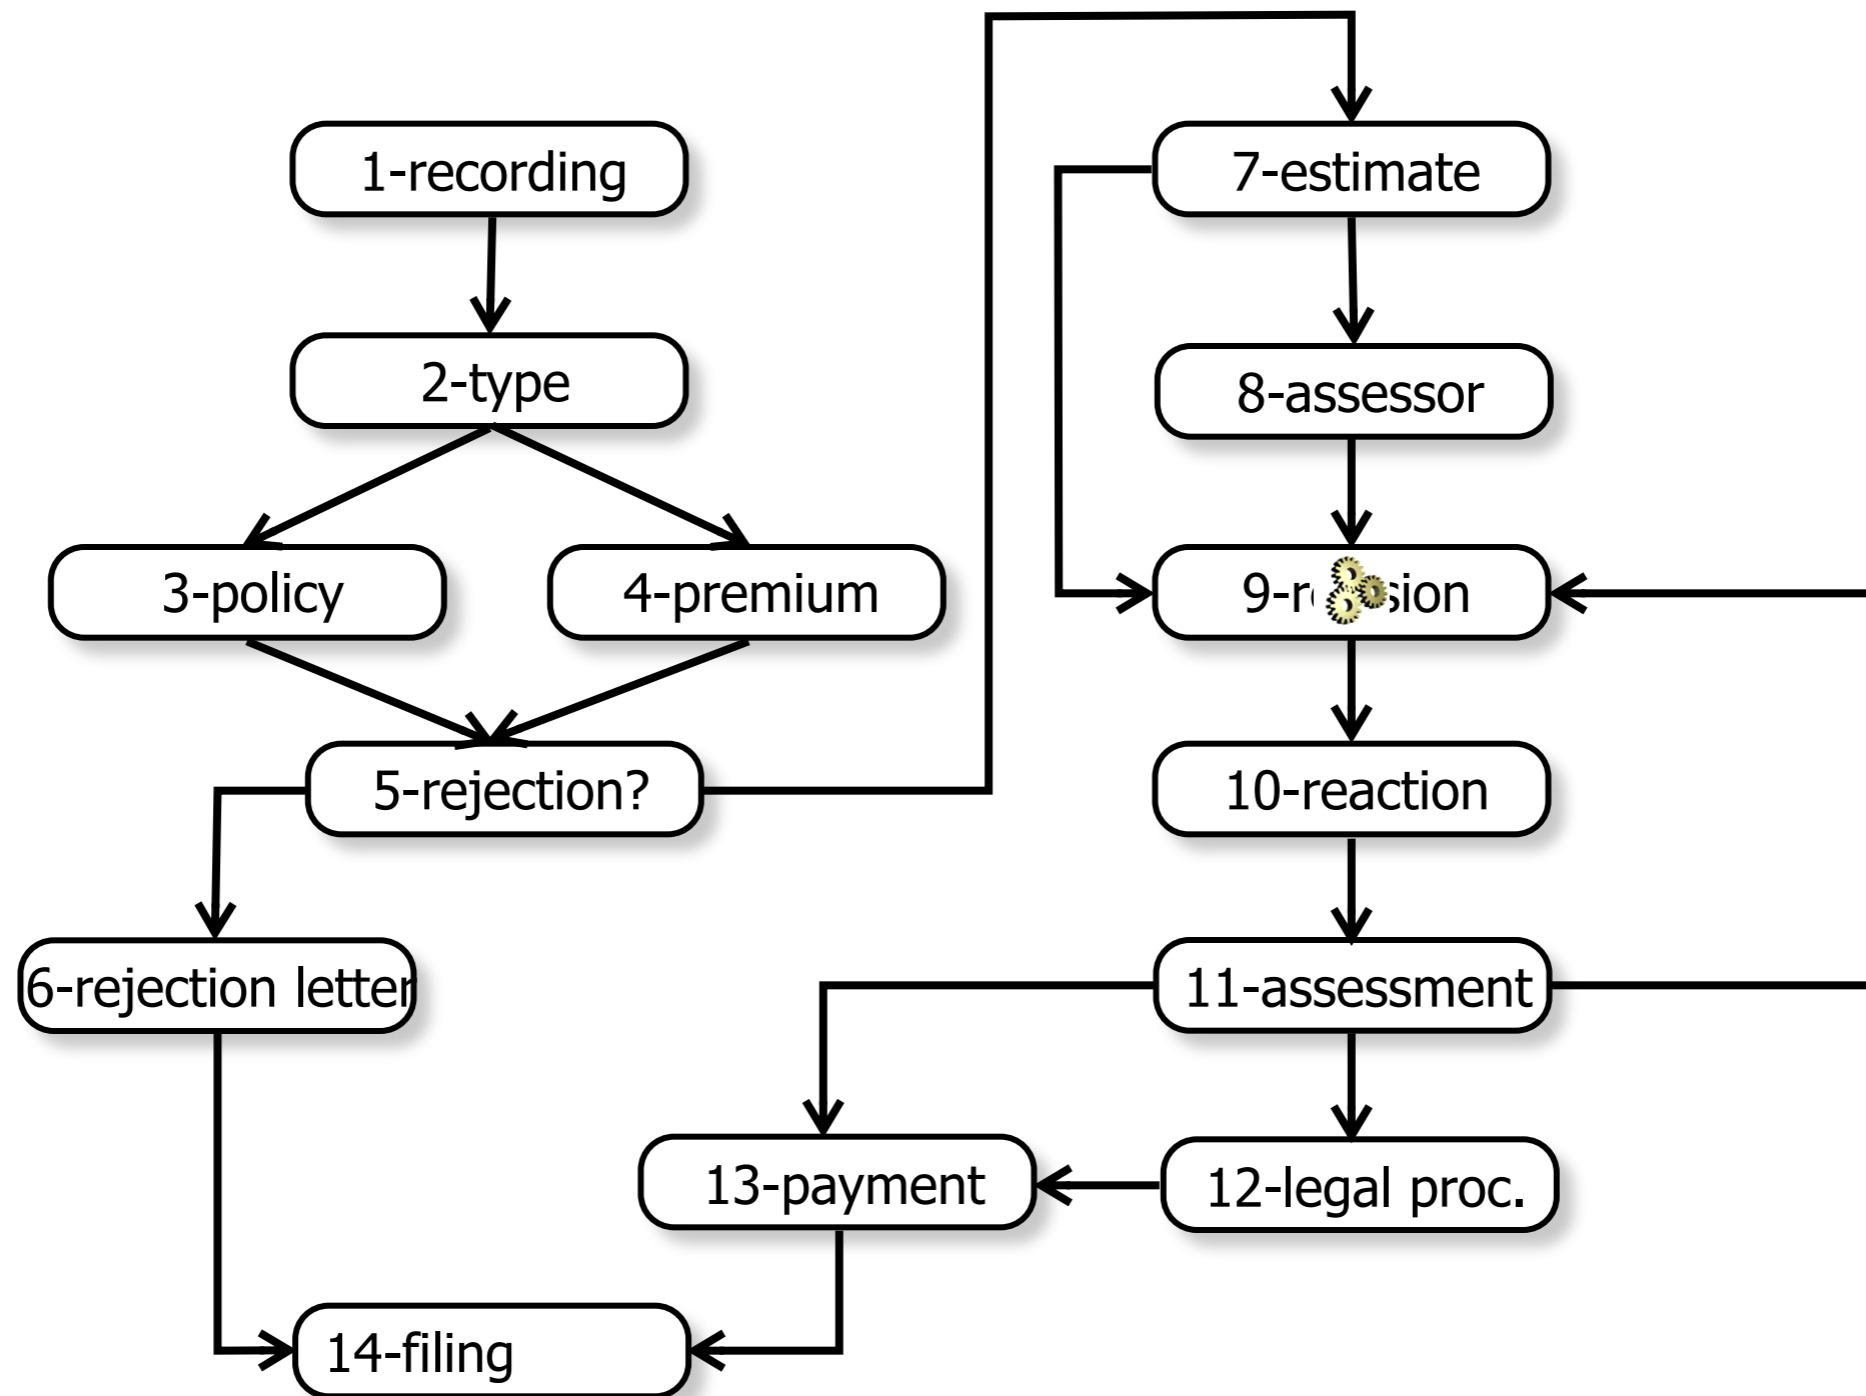 1-recording
2-type
3-policy
4-premium
5-rejection?
6-rejection letter
7-estimate
8-assessor
10-reaction
11-assessment
12-legal proc.
13-payment
14-filing